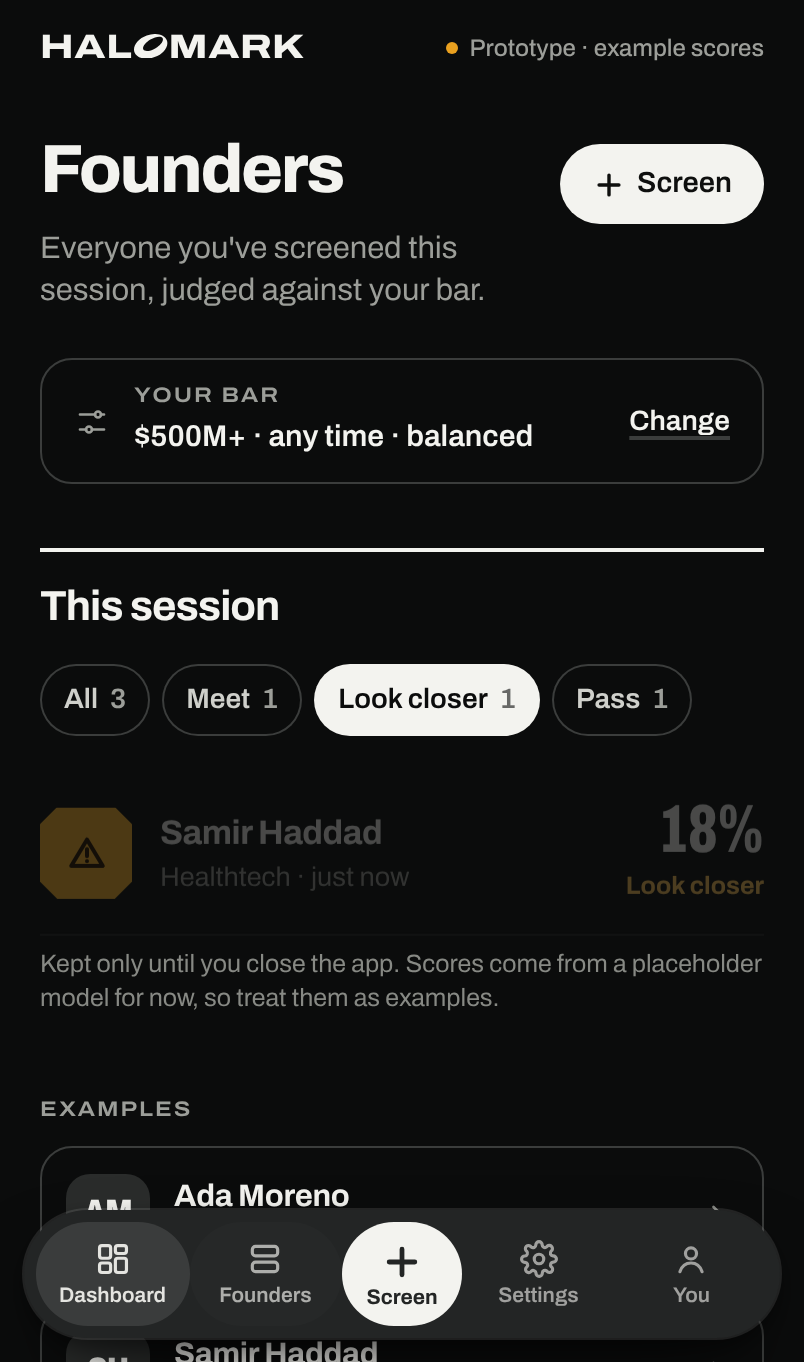 HALOMARK
Prototype · example scores
Founders
+ Screen
Everyone you've screened this
session, judged against your bar.
YOUR BAR
$500M+ · any time · balanced
Change
This session
All 3
Meet 1
Look closer 1
Pass 1
Samir Haddad
18%
Healthtech · just now
Look closer
Kept only until you close the app. Scores come from a placeholder
model for now, so treat them as examples.
EXAMPLES
AM
Ada Moreno
Dashboard
Founders
Screen
Settings
You
SH
Samir Haddad